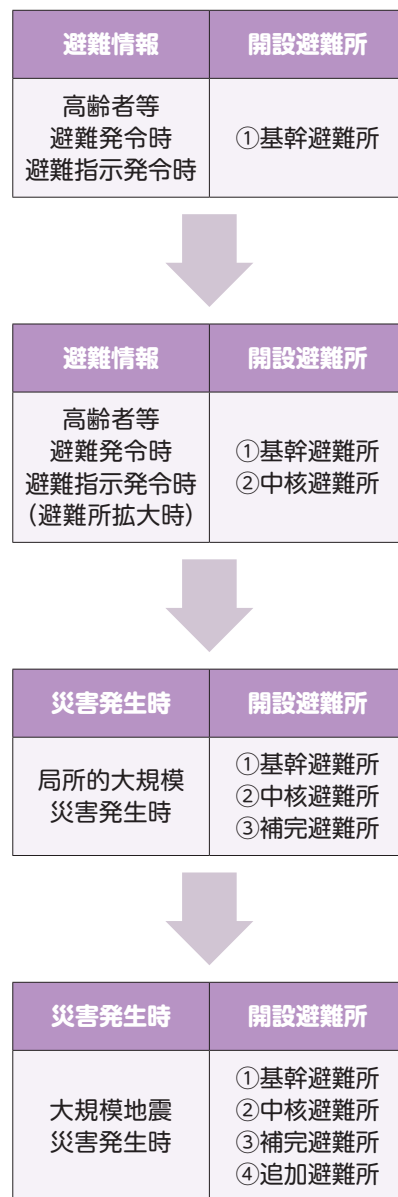 避難情報 開設避難所
高齢者等
避難発令時
避難指示発令時
①基幹避難所
避難情報 開設避難所
高齢者等
避難発令時
避難指示発令時
(避難所拡大時)
①基幹避難所
②中核避難所
災害発生時 開設避難所
局所的大規模
災害発生時
①基幹避難所
②中核避難所
③補完避難所
災害発生時 開設避難所
大規模地震
災害発生時
①基幹避難所
②中核避難所
③補完避難所
④追加避難所